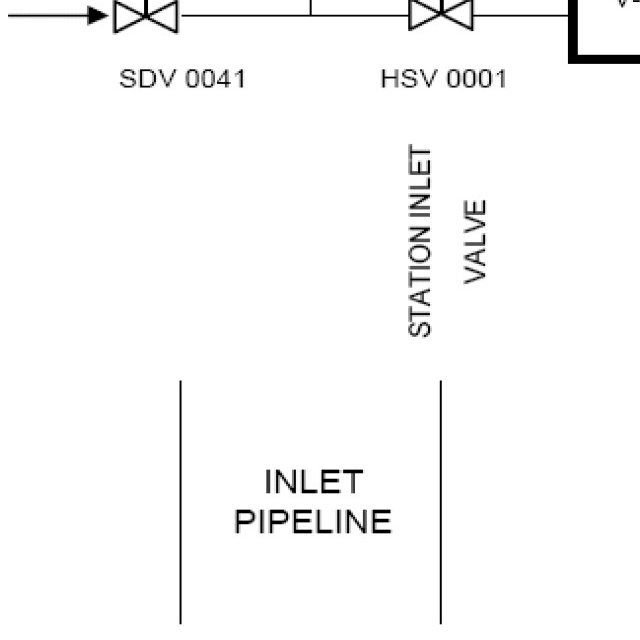 SDV 0041
HSV 0001
STATION INLET
VALVE
INLET
PIPELINE